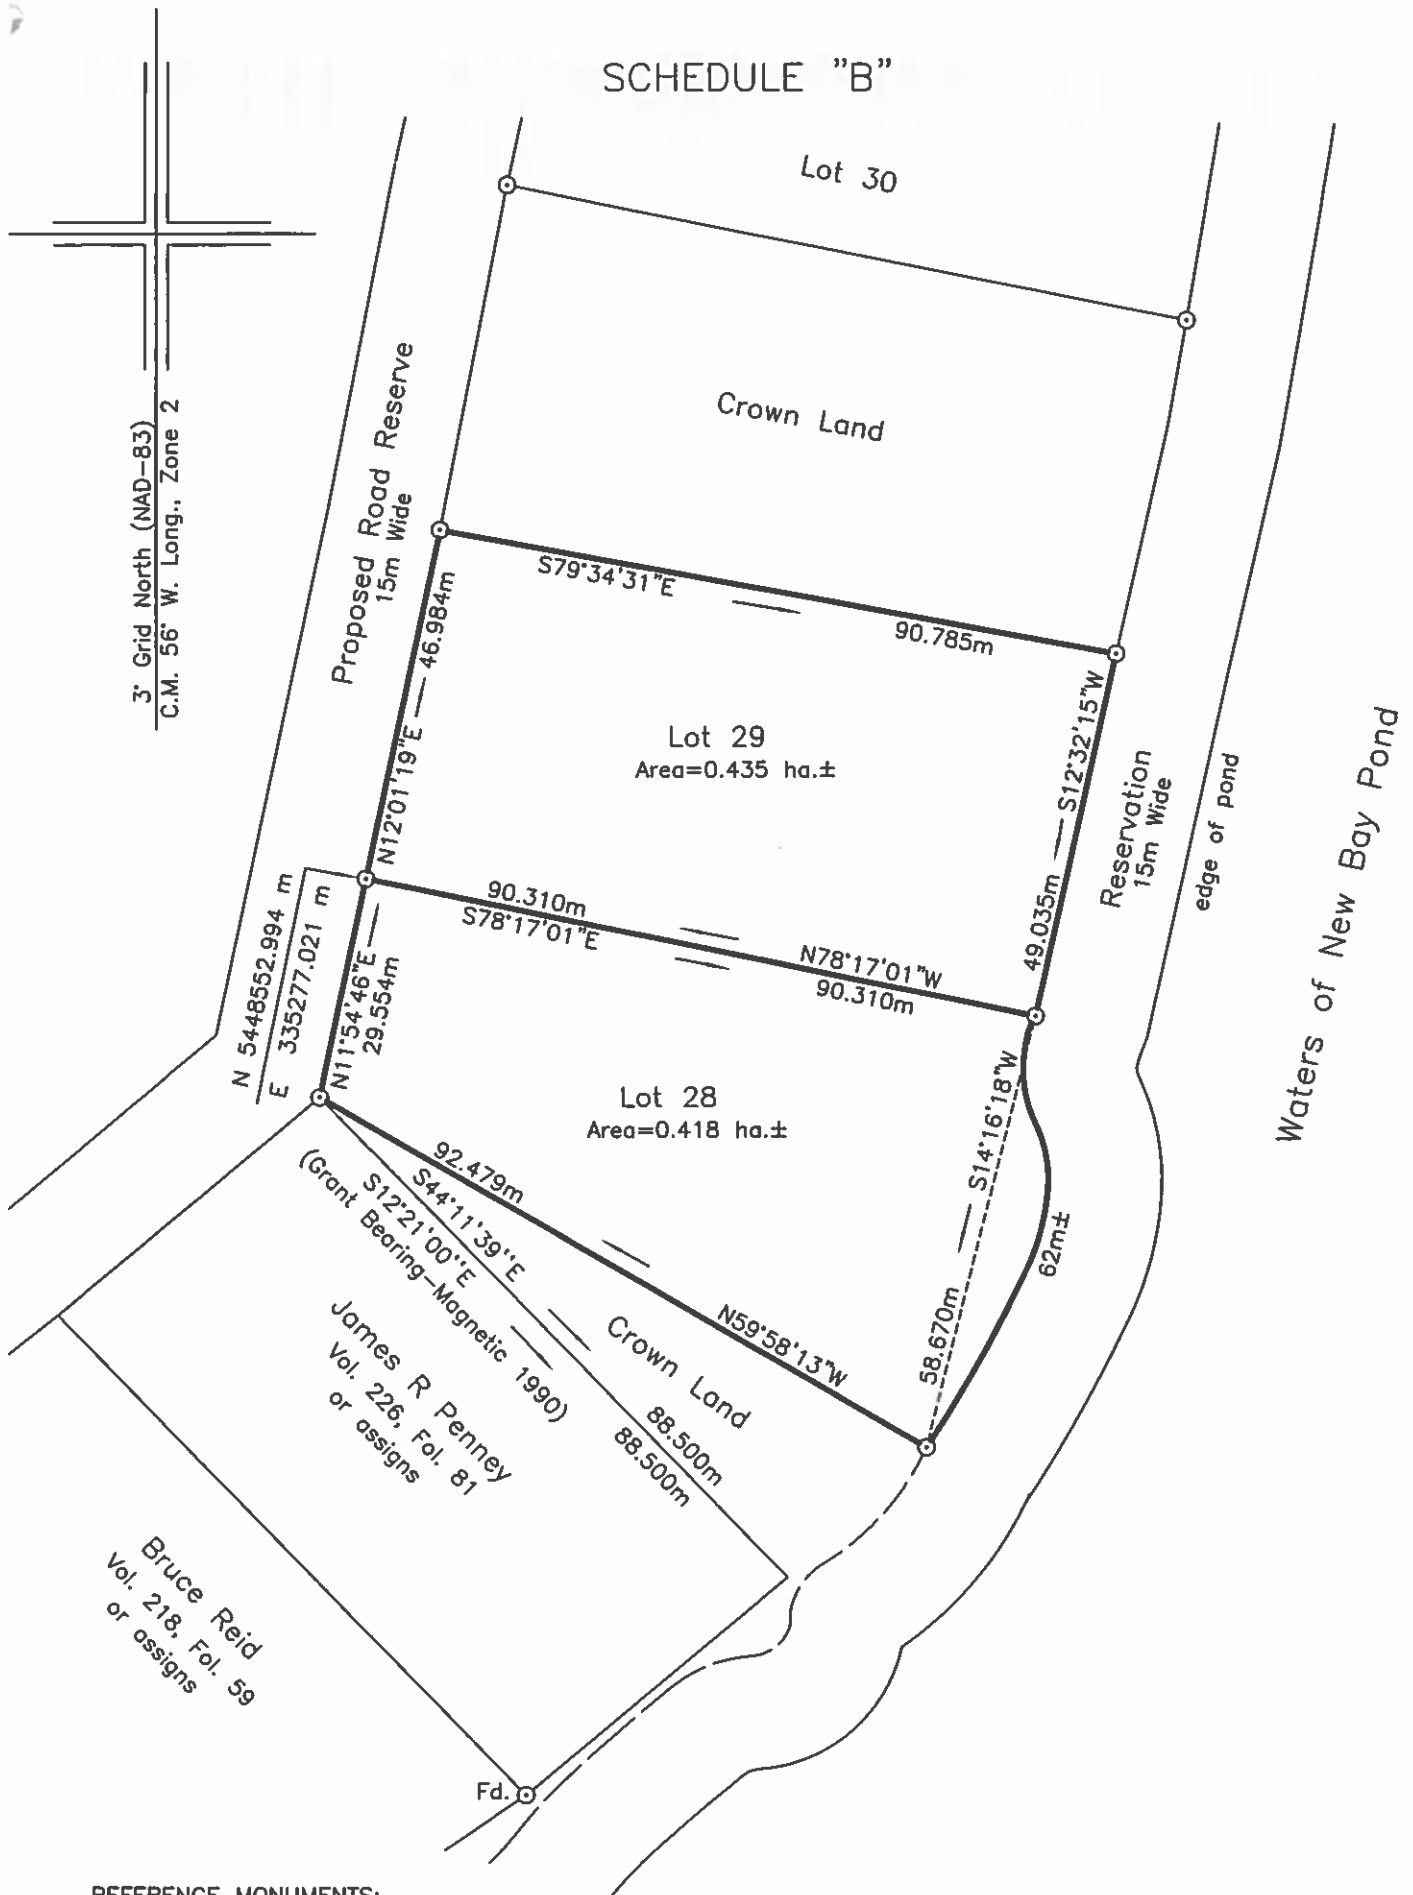 SCHEDULE "B"
Lot 30
3° Grid North (NAD-83)
C.M. 56° W. Long., Zone 2
Proposed Road Reserve
15m Wide
Crown Land
S79°34'31"E
90.785m
N12°01'19"E — 46.984m
Lot 29
Area=0.435 ha.±
49.035m — S12°32'15"W
Reservation
15m Wide
edge of pond
Waters of New Bay Pond
N 5448552.994 m
E 335277.021 m
90.310m
S78°17'01"E
N78°17'01"W
90.310m
N11°54'46"E —
29.554m
Lot 28
Area=0.418 ha.±
58.670m — S14°16'18"W
62m±
92.479m
N59°58'13"W
S44°11'39''E
S12°21'00''E
(Grant Bearing-Magnetic 1990)
Crown Land
88.500m
88.500m
James R Penney
Vol. 226, Fol. 81
or assigns
Bruce Reid
Vol. 218, Fol. 59
or assigns
Fd.
REFERENCE MONUMENTS: